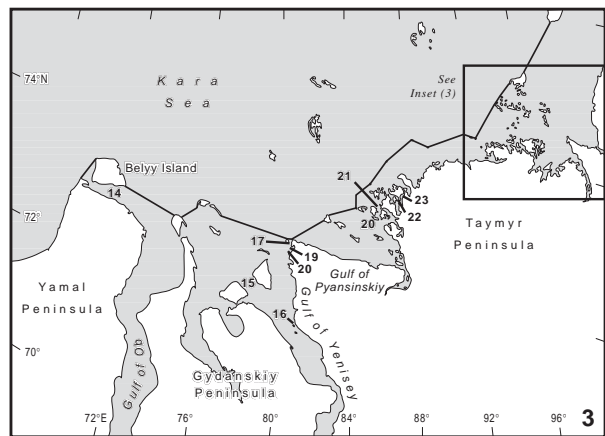 74°N
Kara
Sea
See
Inset (3)
Belyy Island
14
21
23
20
22
72°
Taymyr
Peninsula
17
19
20
Gulf of
Pyansinskiy
Yamal
Peninsula
15
16
Gulf of Yenisey
70°
Gulf of Ob
Gydanskiy
Peninsula
72°E
76°
80°
84°
88°
92°
96°
3